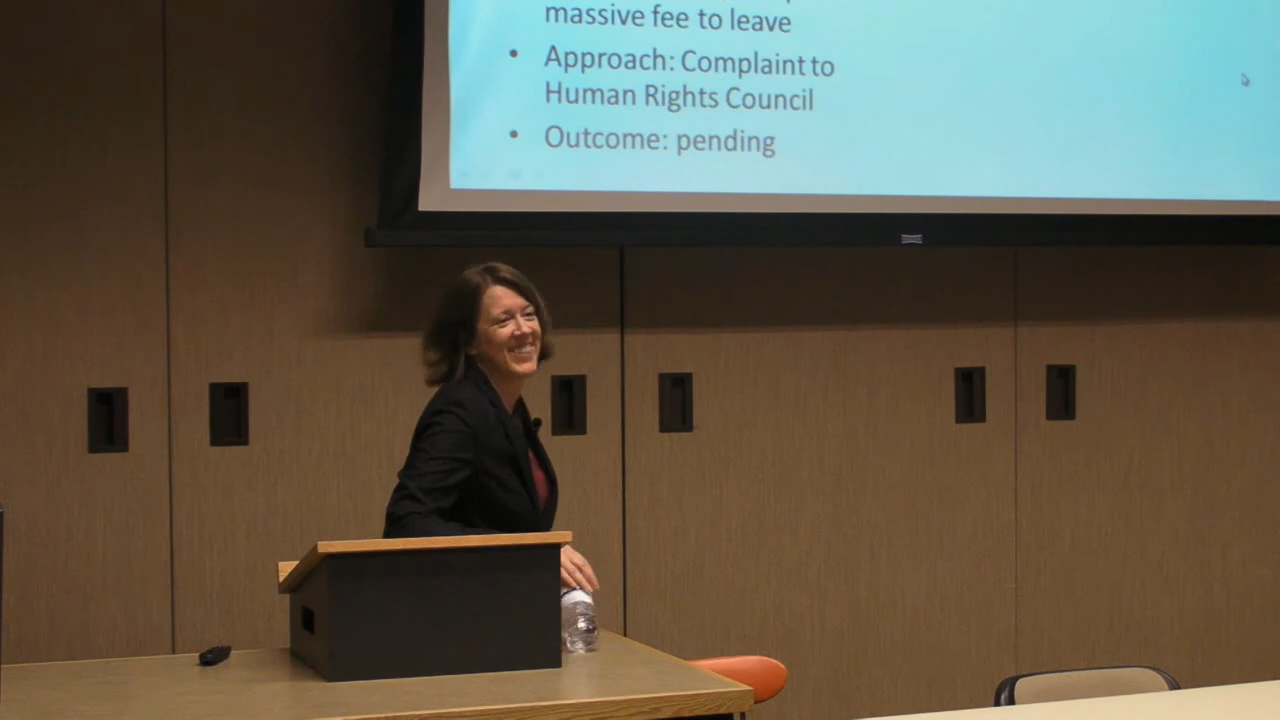 massive fee to leave
• Approach: Complaint to
Human Rights Council
• Outcome: pending